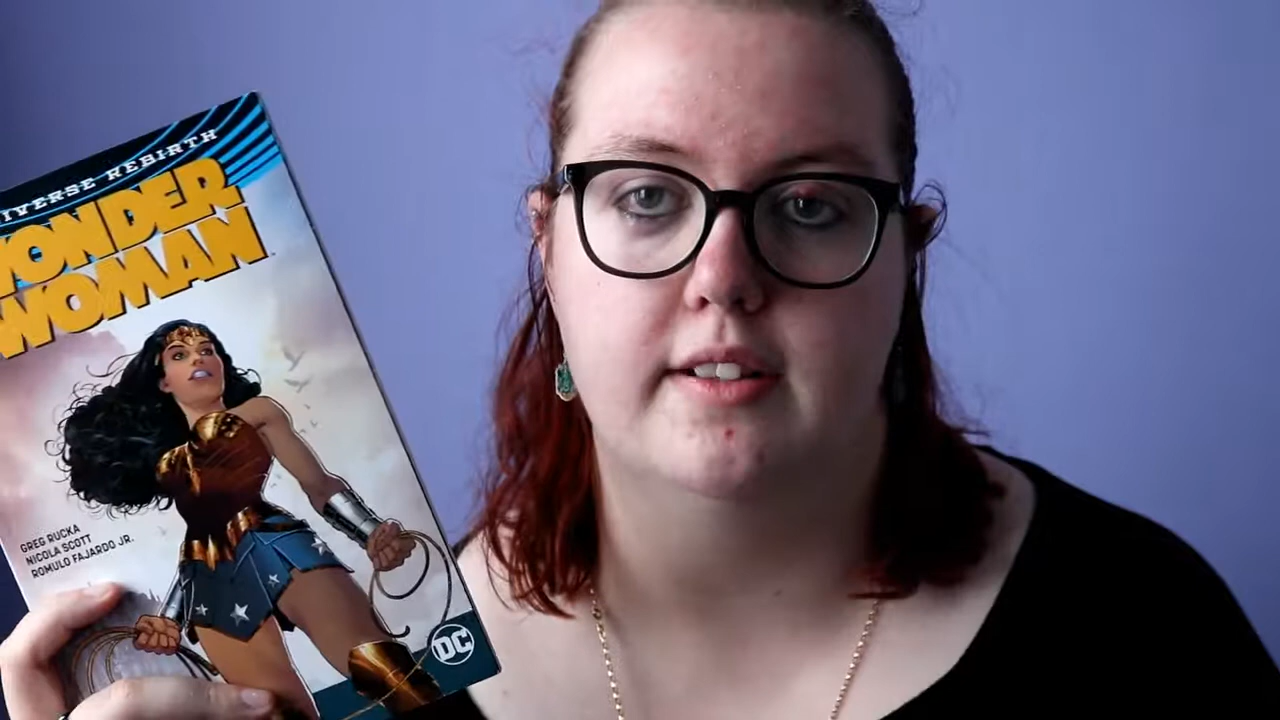 IVERSE REBIRTH
WONDER
WOMAN
GREG RUCKA
NICOLA SCOTT
ROMULO FAJARDO JR.
DC